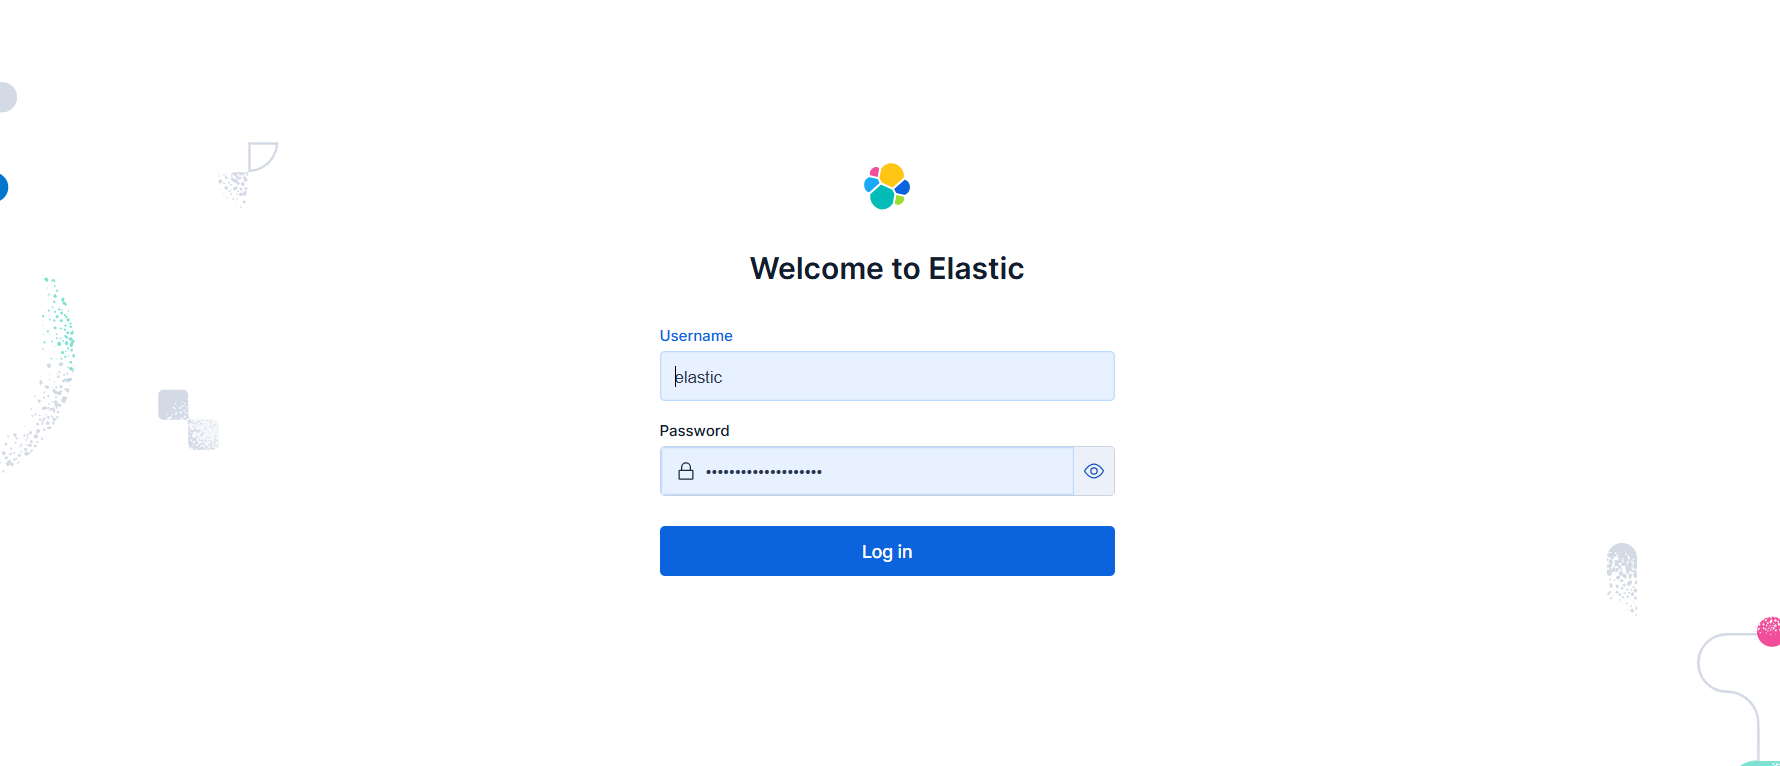 Welcome to Elastic
Username
elastic
Password
•••••••••••••••••••
Log in